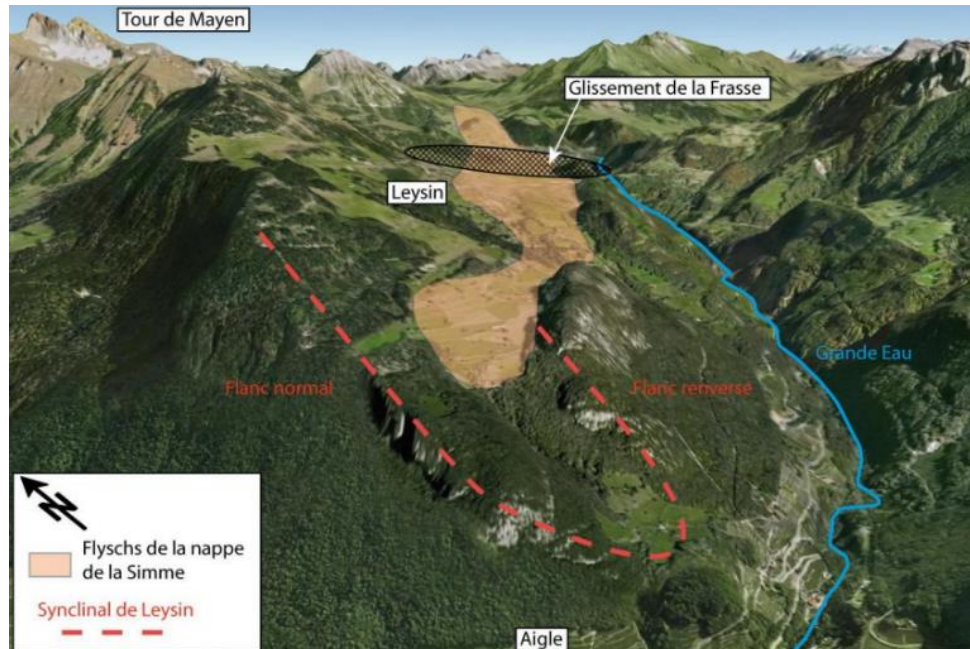 Tour de Mayen
Glissement de la Frasse
Leysin
Grande Eau
Flanc normal
Flanc renversé
Flyschs de la nappe
de la Simme
Synclinal de Leysin
Aigle